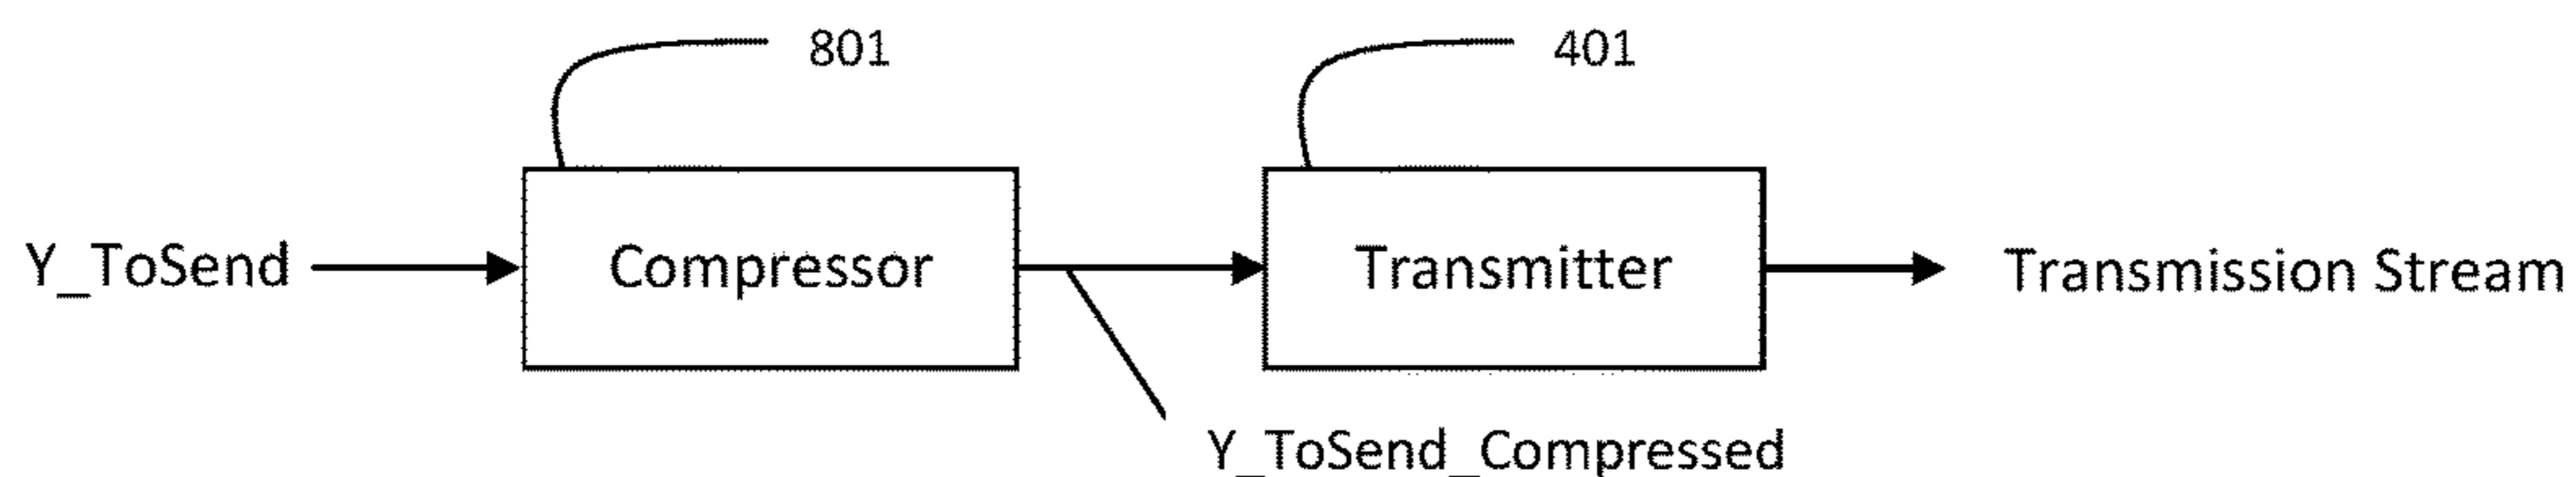 801
401
Y_ToSend
Compressor
Transmitter
Transmission Stream
Y_ToSend_Compressed